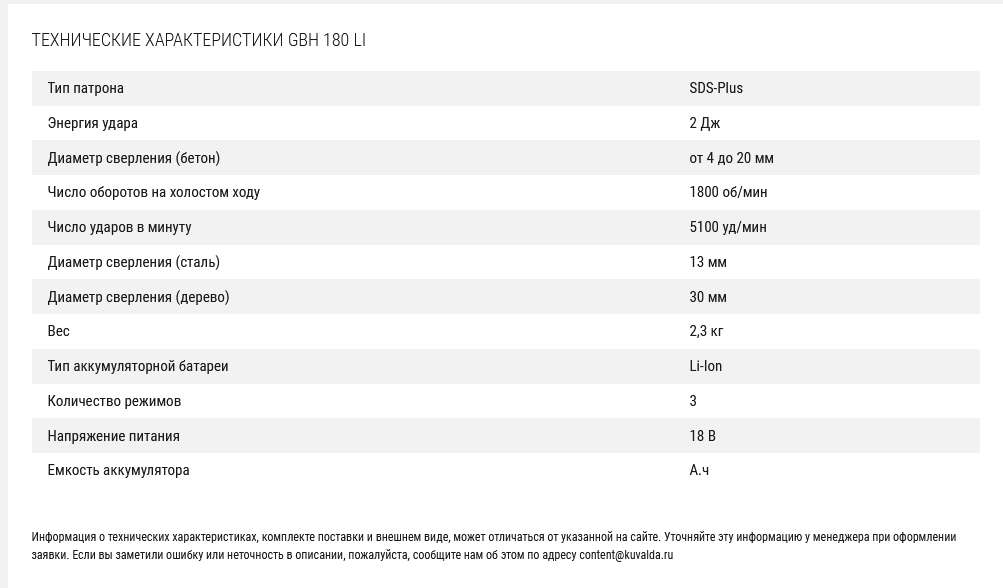 ТЕХНИЧЕСКИЕ ХАРАКТЕРИСТИКИ GBH 180 LI
Тип патрона SDS-Plus
Энергия удара 2 Дж
Диаметр сверления (бетон) от 4 до 20 мм
Число оборотов на холостом ходу 1800 об/мин
Число ударов в минуту 5100 уд/мин
Диаметр сверления (сталь) 13 мм
Диаметр сверления (дерево) 30 мм
Вес 2,3 кг
Тип аккумуляторной батареи Li-Ion
Количество режимов 3
Напряжение питания 18 В
Емкость аккумулятора А.ч
Информация о технических характеристиках, комплекте поставки и внешнем виде, может отличаться от указанной на сайте. Уточняйте эту информацию у менеджера при оформлении
заявки. Если вы заметили ошибку или неточность в описании, пожалуйста, сообщите нам об этом по адресу content@kuvalda.ru